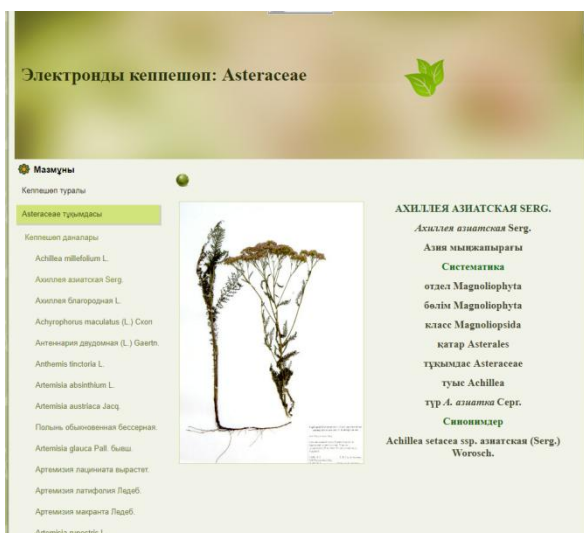 Электронды кеппешөп: Asteraceae
Мазмұны
Кеппешөп туралы
Asteraceae тұқымдасы
Кеппешөп даналары
Achillea millefolium L.
Ахиллея азиатская Serg.
Ахиллея благородная L.
Achyrophorus maculatus (L.) Скоп
Антеннария двудомная (L.) Gaertn.
Anthemis tinctoria L.
Artemisia absinthium L.
Artemisia austriaca Jacq.
Полынь обыкновенная бессерная.
Artemisia glauca Pall. бывш.
Артемизия лациниата вырастет.
Артемизия латифолия Ледеб.
Артемизия макранта Ледеб.
АХИЛЛЕЯ АЗИАТСКАЯ SERG.
Ахиллея азиатская Serg.
Азия мыңжапырағы
Систематика
отдел Magnoliophyta
бөлім Magnoliophyta
класс Magnoliopsida
қатар Asterales
тұқымдас Asteraceae
туыс Achillea
түр А. азиатка Серг.
Синонимдер
Achillea setacea ssp. азиатская (Serg.)
Worosch.